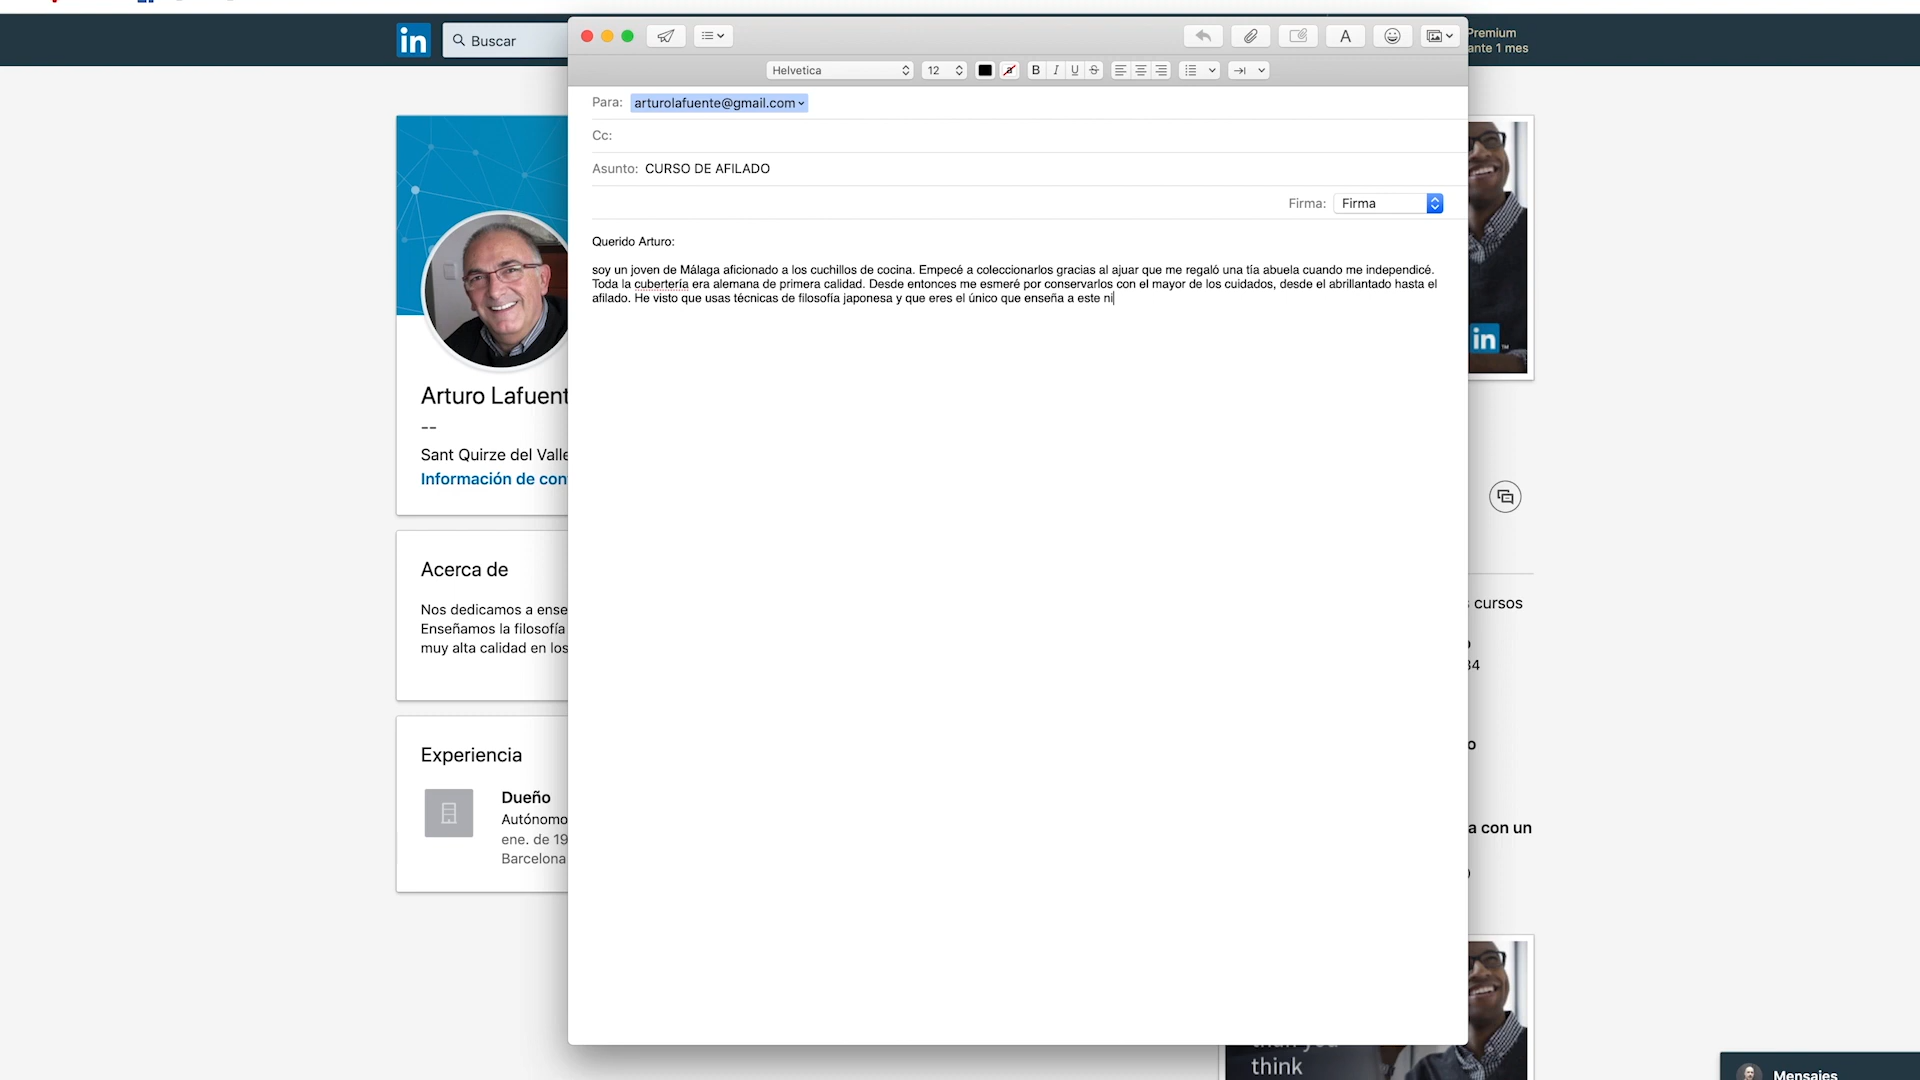 in
Buscar
Premium
ante 1 mes
Helvetica
12
B I U S
A
Para: arturolafuente@gmail.com
Cc:
Asunto: CURSO DE AFILADO
Firma: Firma
Querido Arturo:
soy un joven de Málaga aficionado a los cuchillos de cocina. Empecé a coleccionarlos gracias al ajuar que me regaló una tía abuela cuando me independicé.
Toda la cubertería era alemana de primera calidad. Desde entonces me esmeré por conservarlos con el mayor de los cuidados, desde el abrillantado hasta el
afilado. He visto que usas técnicas de filosofía japonesa y que eres el único que enseña a este ni
Arturo Lafuent
--
Sant Quirze del Valle
Información de con
Acerca de
Nos dedicamos a ense
Enseñamos la filosofía
muy alta calidad en los
Experiencia
Dueño
Autónomo
ene. de 19
Barcelona
in
cursos
34
o
a con un
think
Mensajes